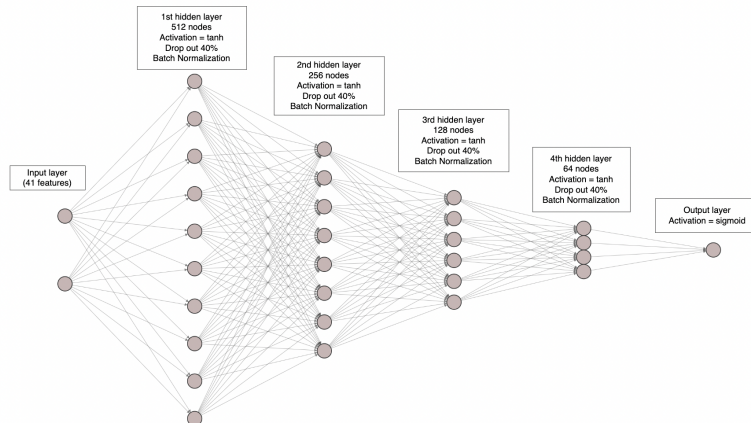 1st hidden layer
512 nodes
Activation = tanh
Drop out 40%
Batch Normalization
2nd hidden layer
256 nodes
Activation = tanh
Drop out 40%
Batch Normalization
3rd hidden layer
128 nodes
Activation = tanh
Drop out 40%
Batch Normalization
4th hidden layer
64 nodes
Activation = tanh
Drop out 40%
Batch Normalization
Input layer
(41 features)
Output layer
Activation = sigmoid